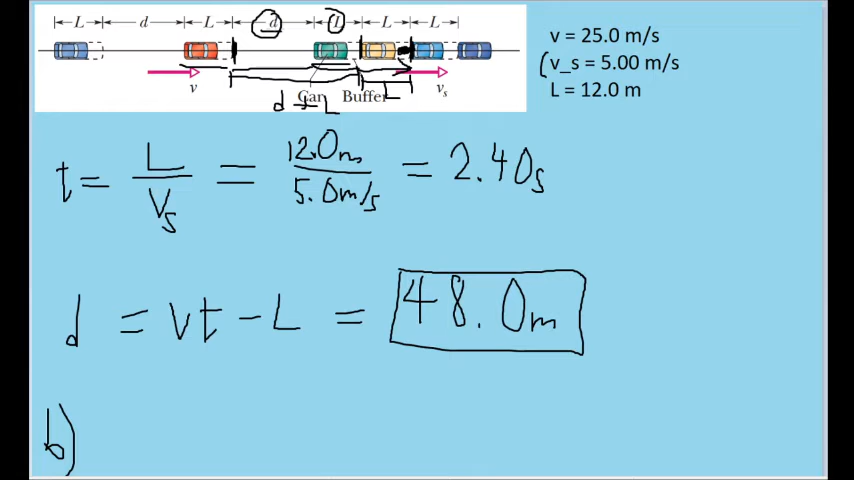 L d L d L L L
v = 25.0 m/s
v_s = 5.00 m/s
L = 12.0 m
v Car Buffer v_s
d + L L
t = L / v_s = 12.0m / 5.0m/s = 2.40s
d = vt - L = 48.0m
b)